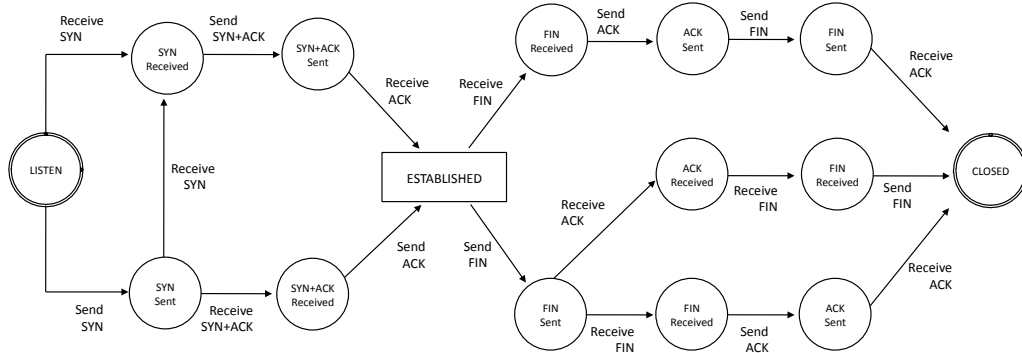 Receive
SYN
SYN
Received
Send
SYN+ACK
SYN+ACK
Sent
Receive
ACK
Receive
FIN
FIN
Received
Send
ACK
ACK
Sent
Send
FIN
FIN
Sent
Receive
ACK
LISTEN
Receive
SYN
ESTABLISHED
ACK
Received
Receive
FIN
FIN
Received
Send
FIN
CLOSED
Send
SYN
SYN
Sent
Receive
SYN+ACK
SYN+ACK
Received
Send
ACK
Send
FIN
Receive
ACK
FIN
Sent
Receive
FIN
FIN
Received
Send
ACK
ACK
Sent
Receive
ACK